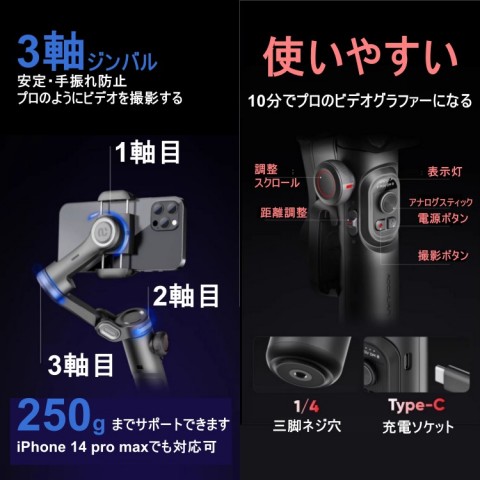 3軸ジンバル
安定・手振れ防止
プロのようにビデオを撮影する
1軸目
2軸目
3軸目
250g までサポートできます
iPhone 14 pro maxでも対応可
使いやすい
10分でプロのビデオグラファーになる
調整
スクロール
距離調整
表示灯
アナログスティック
電源ボタン
撮影ボタン
1/4
三脚ネジ穴
Type-C
充電ソケット